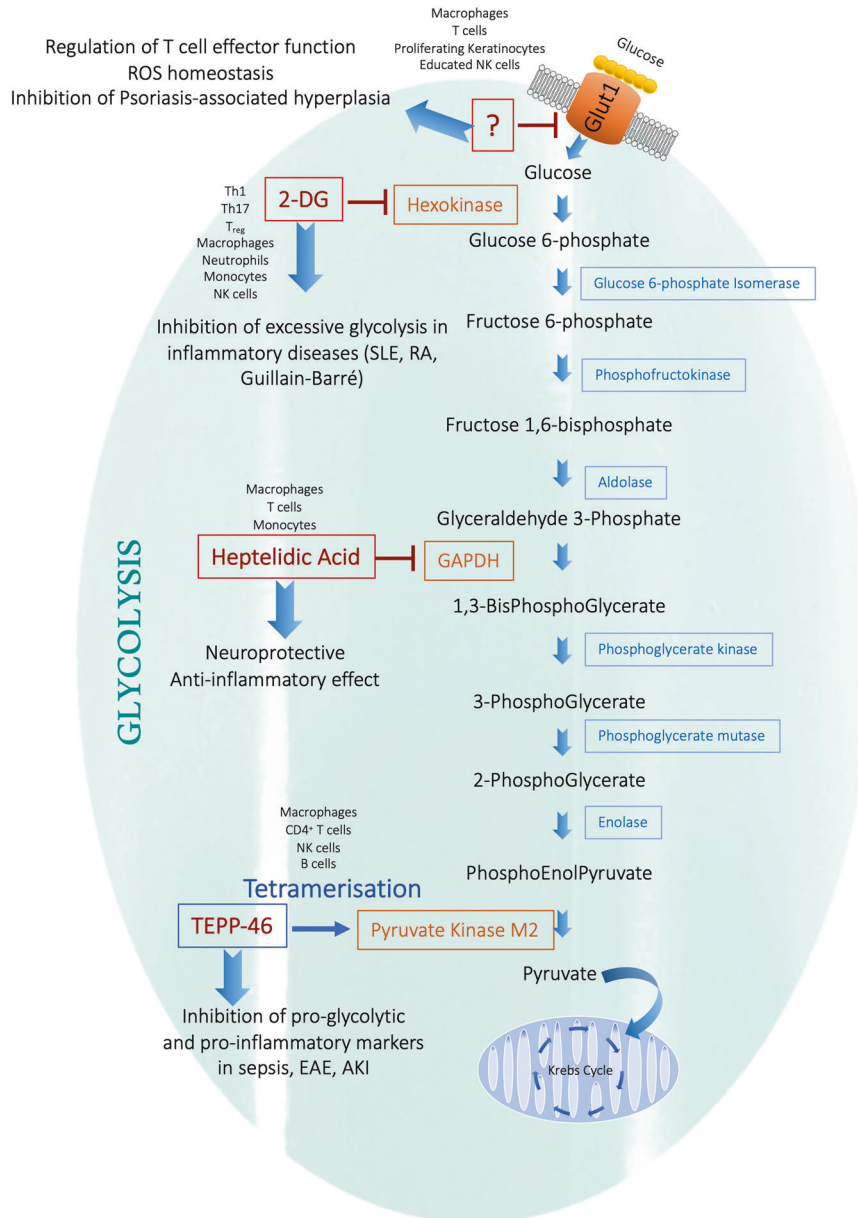 Macrophages
T cells
Proliferating Keratinocytes
Educated NK cells
Regulation of T cell effector function
ROS homeostasis
Inhibition of Psoriasis-associated hyperplasia
?
Glucose
Glut1
Glucose
Th1
Th17
Treg
Macrophages
Neutrophils
Monocytes
NK cells
2-DG
Hexokinase
Glucose 6-phosphate
Glucose 6-phosphate Isomerase
Inhibition of excessive glycolysis in
inflammatory diseases (SLE, RA,
Guillain-Barré)
Fructose 6-phosphate
Phosphofructokinase
Fructose 1,6-bisphosphate
Aldolase
Macrophages
T cells
Monocytes
Glyceraldehyde 3-Phosphate
Heptelidic Acid
GAPDH
1,3-BisPhosphoGlycerate
Neuroprotective
Anti-inflammatory effect
Phosphoglycerate kinase
GLYCOLYSIS
3-PhosphoGlycerate
Phosphoglycerate mutase
2-PhosphoGlycerate
Enolase
Macrophages
CD4+ T cells
NK cells
B cells
PhosphoEnolPyruvate
Tetramerisation
TEPP-46
Pyruvate Kinase M2
Pyruvate
Inhibition of pro-glycolytic
and pro-inflammatory markers
in sepsis, EAE, AKI
Krebs Cycle